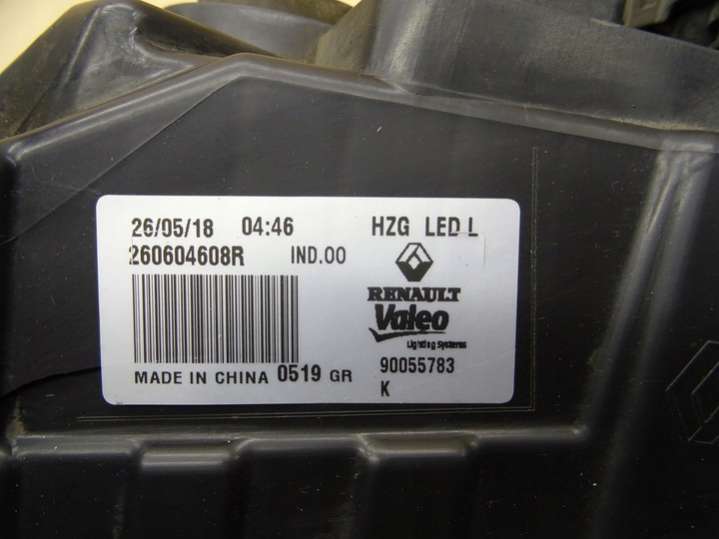 26/05/18 04:46 HZG LED L
260604608R IND.00
RENAULT
Valeo
Lighting Systems
90055783
MADE IN CHINA 0519 GR K